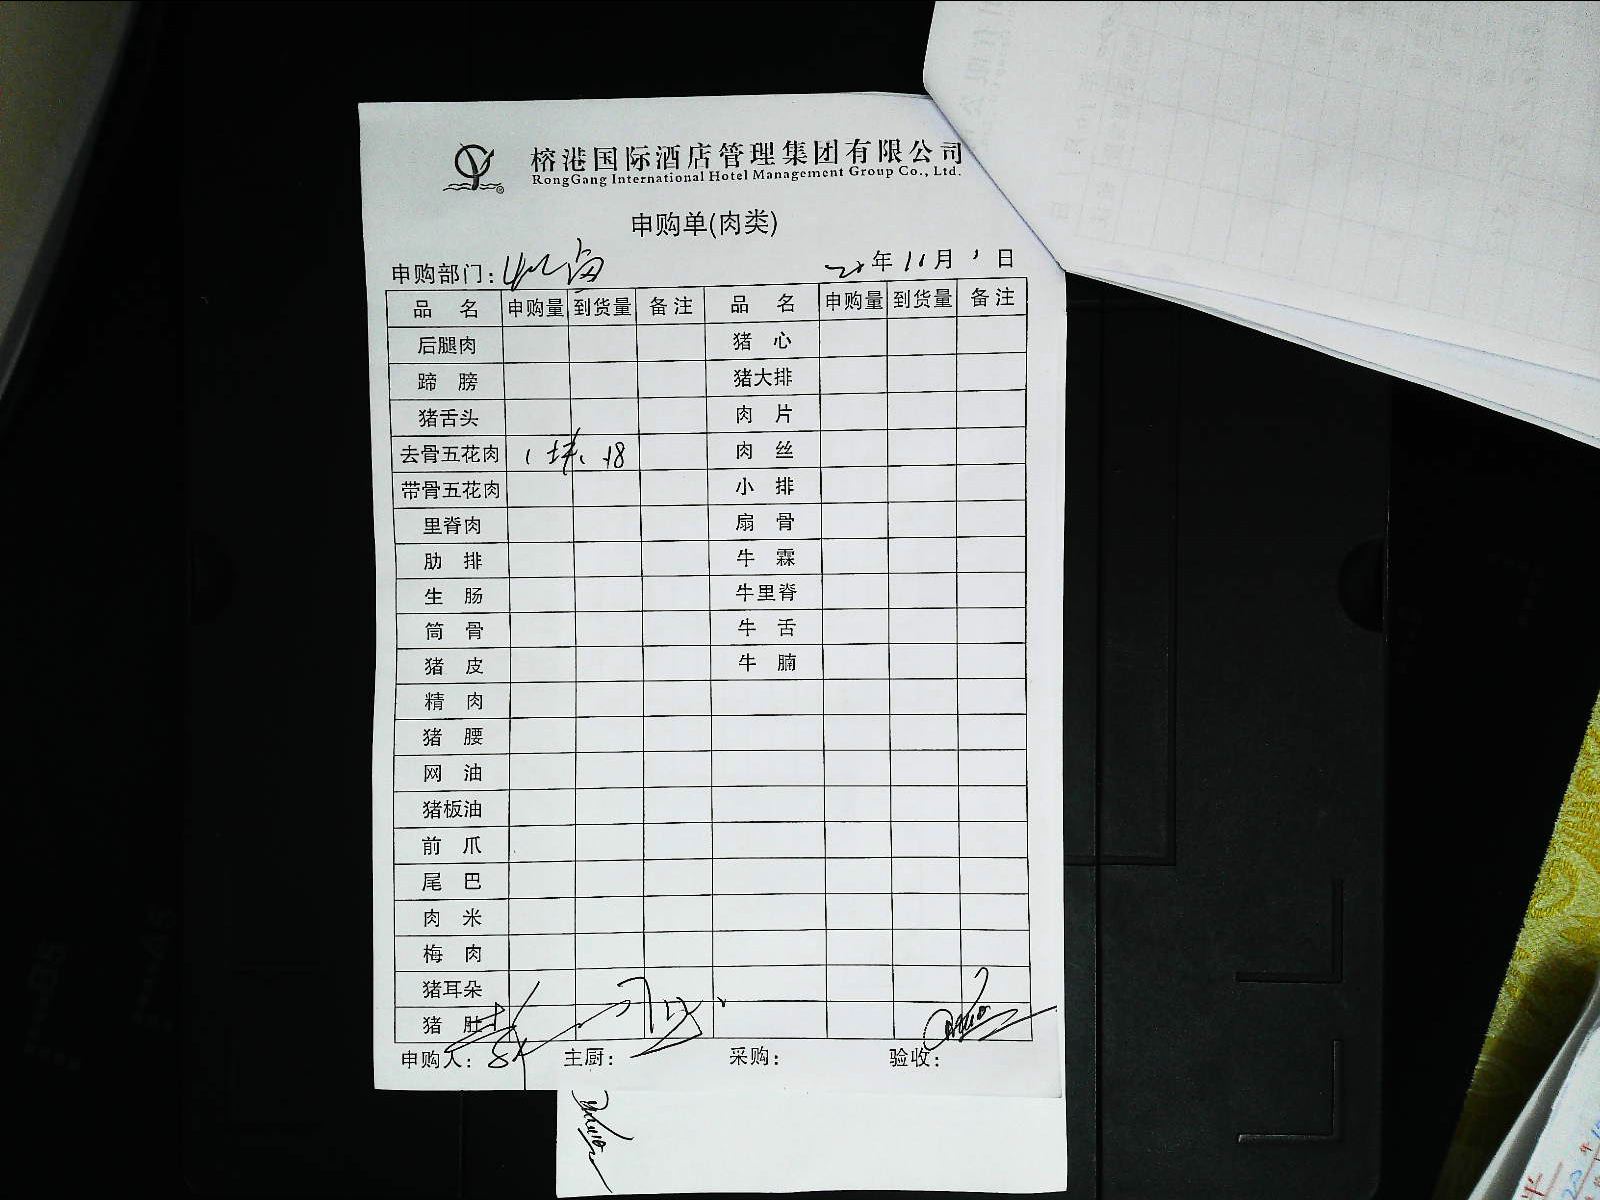 榕港国际酒店管理集团有限公司
RongGang International Hotel Management Group Co., Ltd.
申购单(肉类)
申购部门: 年 11 月 1 日
品 名 申购量 到货量 备注 品 名 申购量 到货量 备注
后腿肉 猪 心
蹄 膀 猪大排
猪舌头 肉 片
去骨五花肉 1块 18 肉 丝
带骨五花肉 小 排
里脊肉 扇 骨
肋 排 牛 霖
生 肠 牛里脊
筒 骨 牛 舌
猪 皮 牛 腩
精 肉
猪 腰
网 油
猪板油
前 爪
尾 巴
肉 米
梅 肉
猪耳朵
猪 肚
申购人: 主厨: 采购: 验收: